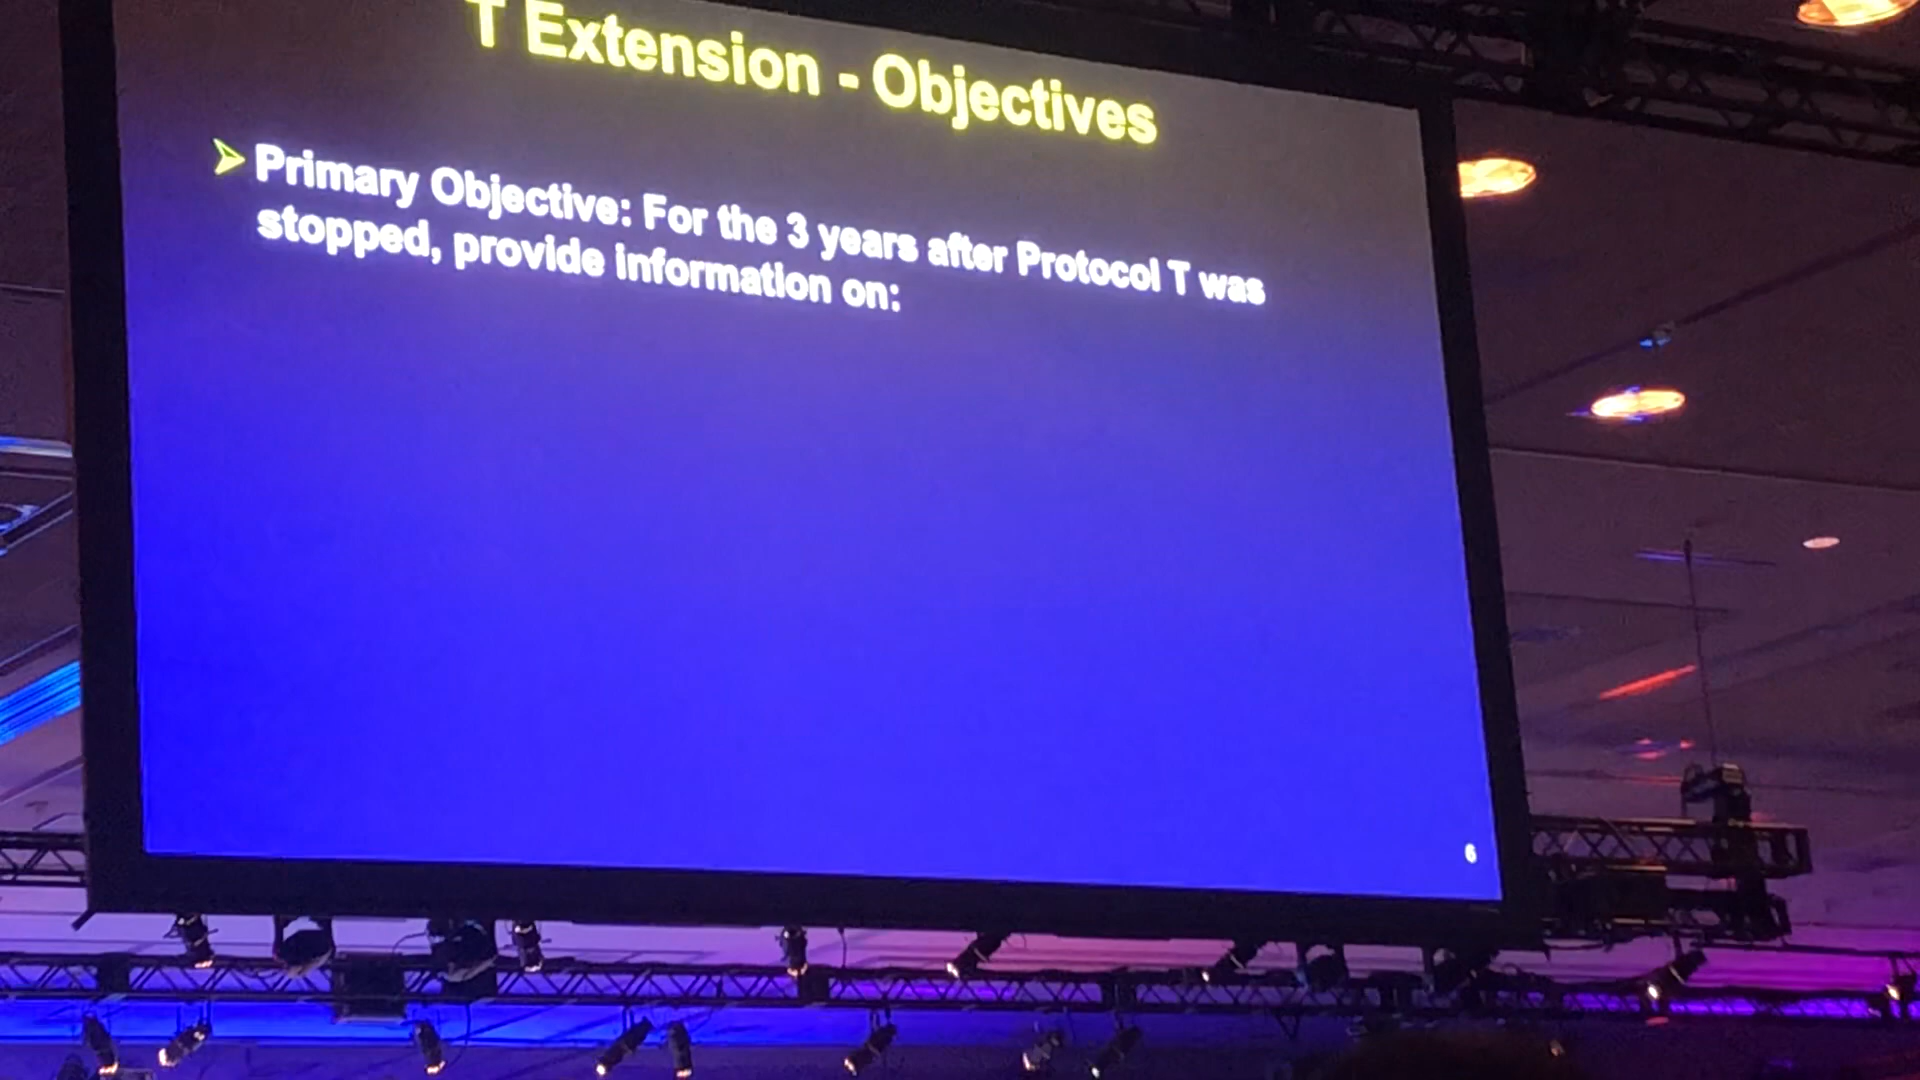 T Extension - Objectives
➤ Primary Objective: For the 3 years after Protocol T was
stopped, provide information on:
6